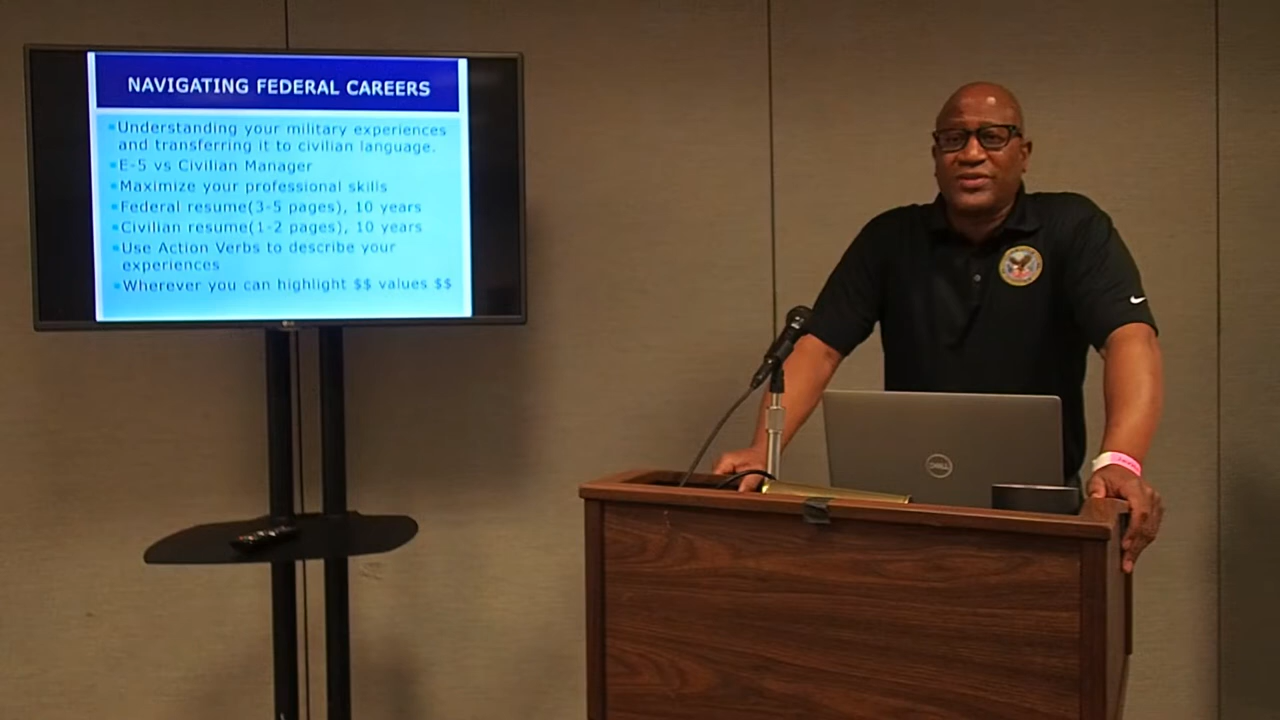 NAVIGATING FEDERAL CAREERS
Understanding your military experiences
and transferring it to civilian language.
E-5 vs Civilian Manager
Maximize your professional skills
Federal resume(3-5 pages), 10 years
Civilian resume(1-2 pages), 10 years
Use Action Verbs to describe your
experiences
Wherever you can highlight $$ values $$
LG
DELL